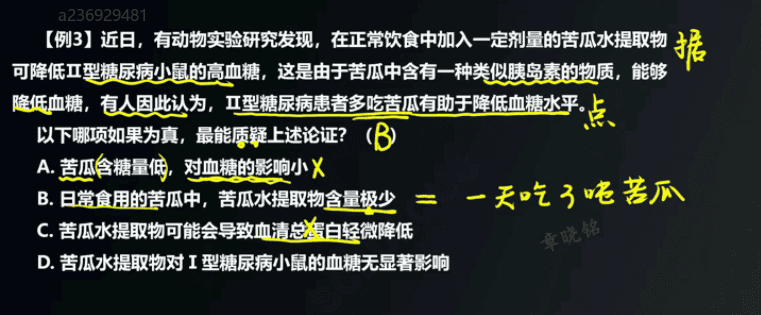 a236929481
【例3】近日，有动物实验研究发现，在正常饮食中加入一定剂量的苦瓜水提取物 据
可降低Ⅱ型糖尿病小鼠的高血糖，这是由于苦瓜中含有一种类似胰岛素的物质，能够
降低血糖，有人因此认为，Ⅱ型糖尿病患者多吃苦瓜有助于降低血糖水平。点
以下哪项如果为真，最能质疑上述论证？（B）
A. 苦瓜(含糖量低)，对血糖的影响小 X
B. 日常食用的苦瓜中，苦瓜水提取物含量极少 = 一天吃了吨苦瓜
C. 苦瓜水提取物可能会导致血清总蛋白轻微降低
D. 苦瓜水提取物对Ⅰ型糖尿病小鼠的血糖无显著影响
章晓铭